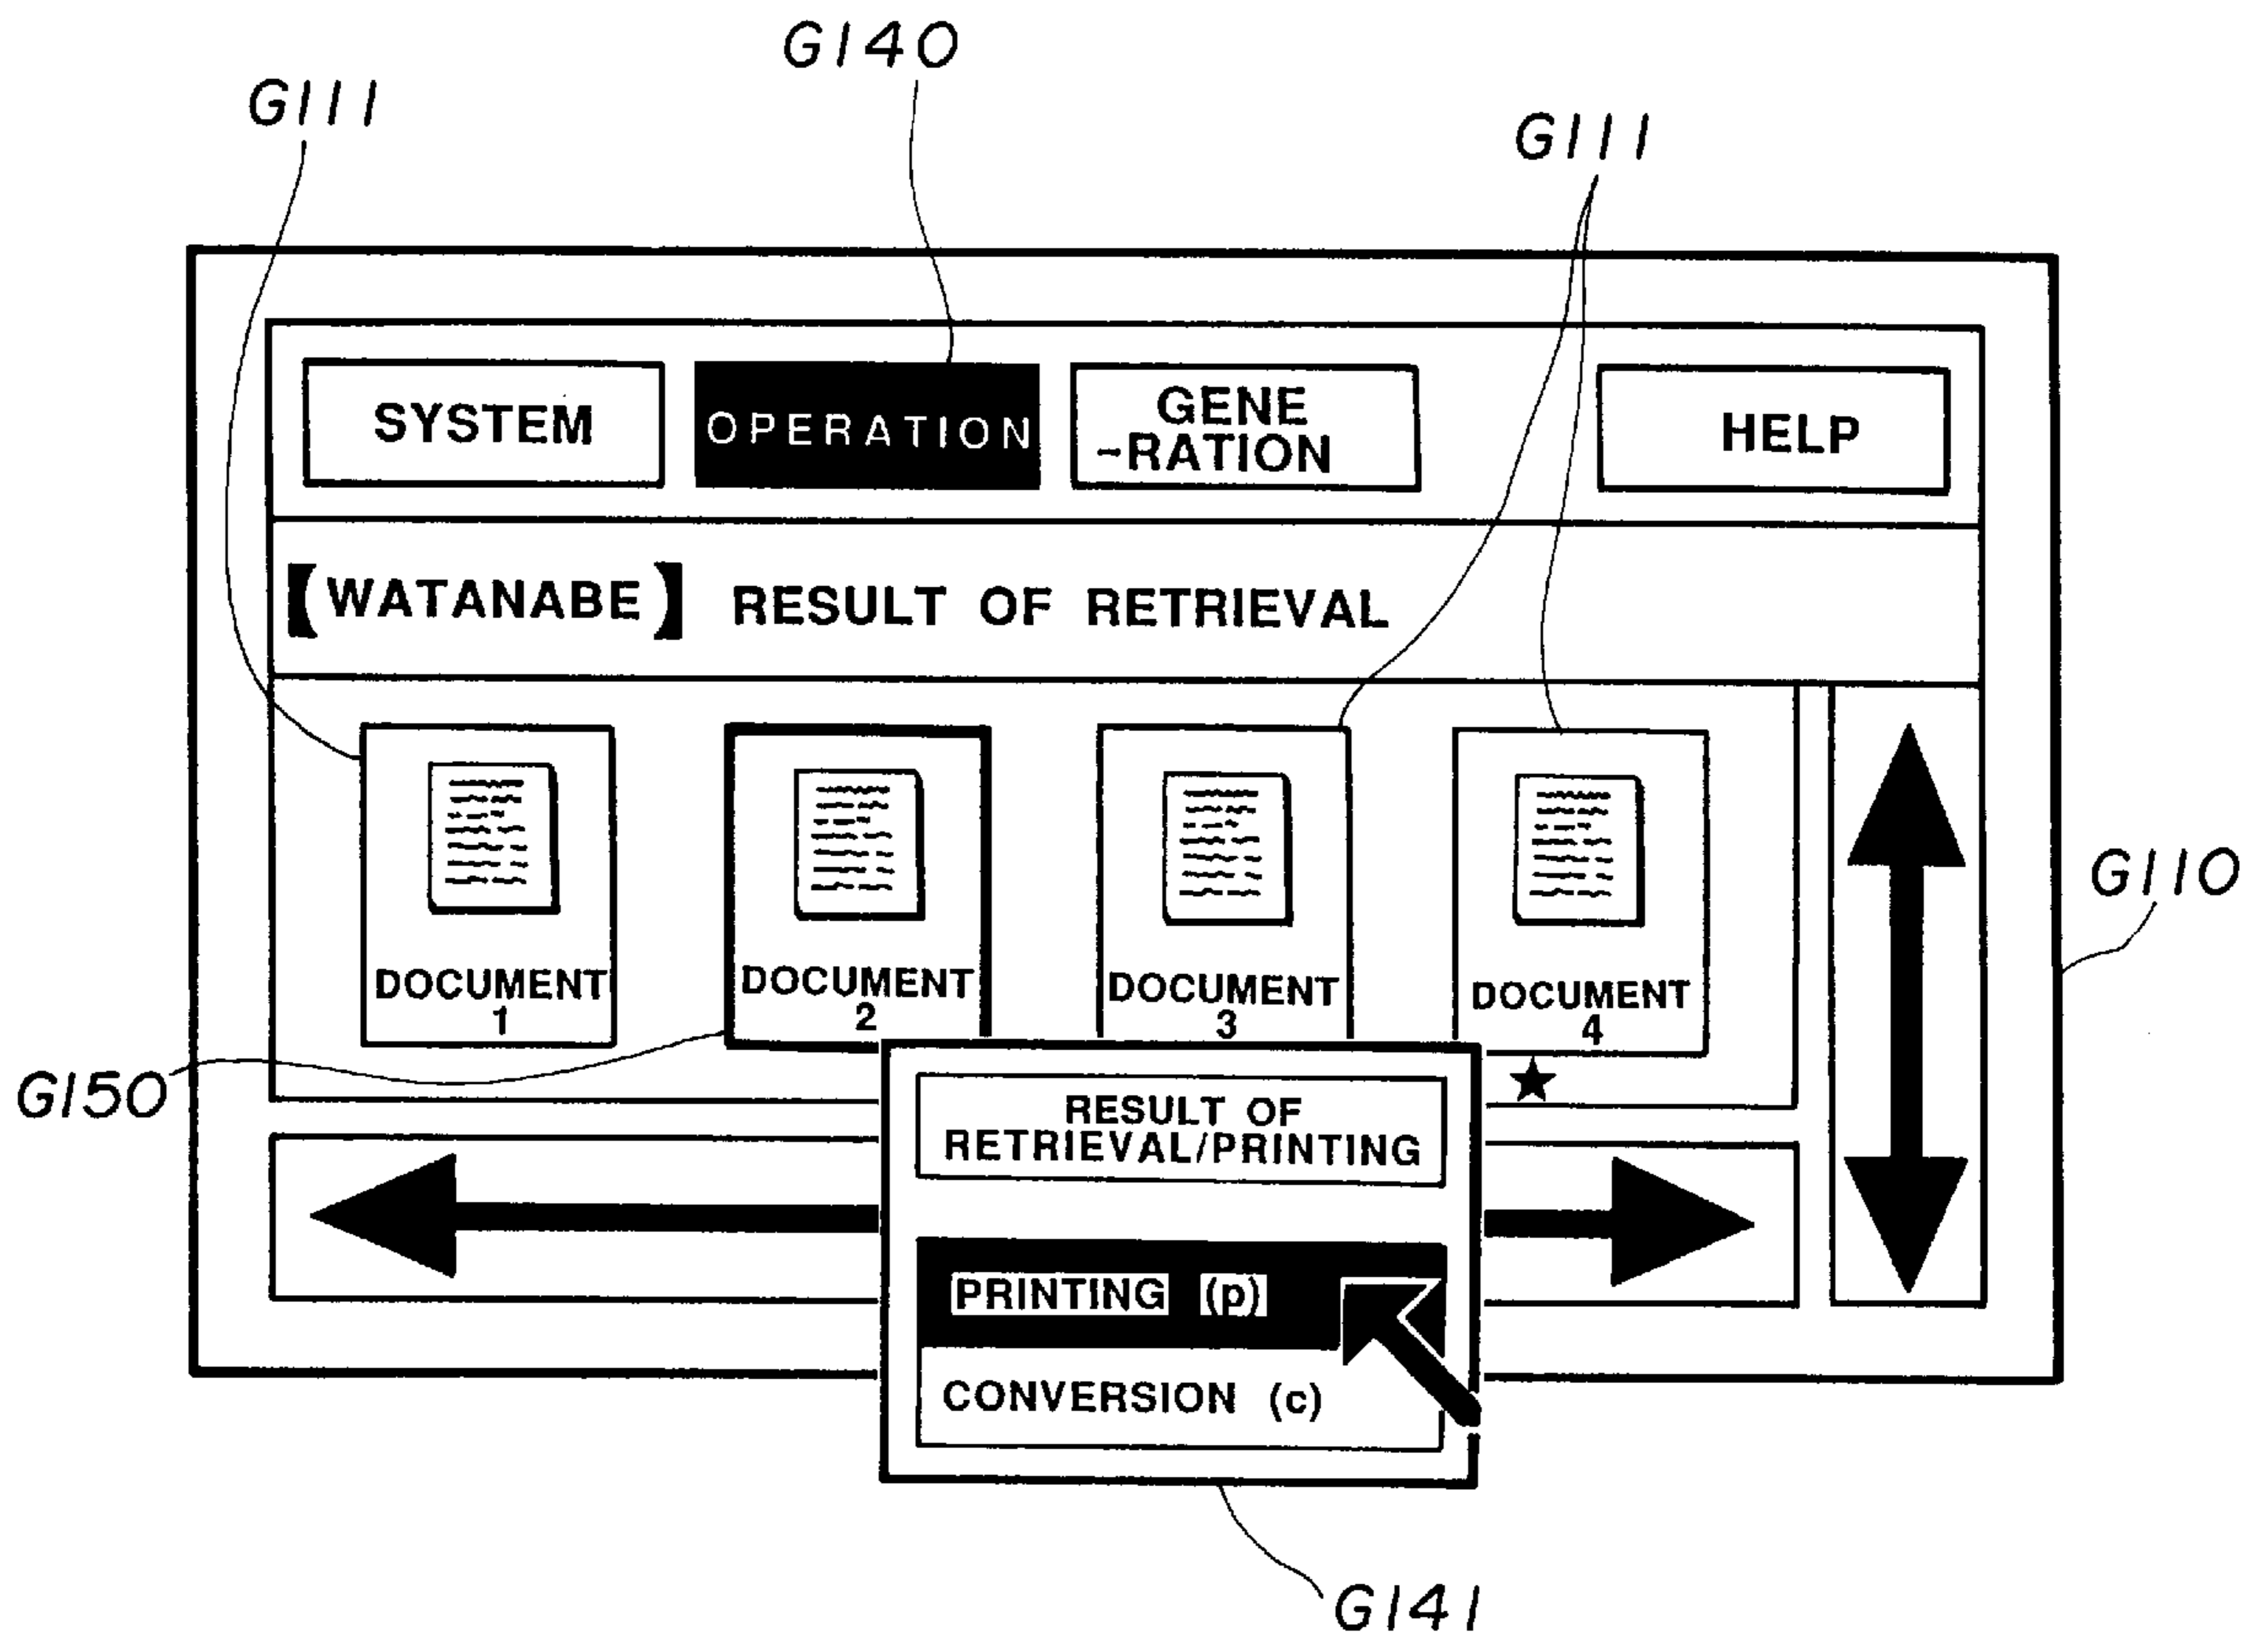 G140
G111
G111
SYSTEM
OPERATION
GENE
-RATION
HELP
【WATANABE】 RESULT OF RETRIEVAL
G110
DOCUMENT
1
DOCUMENT
2
DOCUMENT
3
DOCUMENT
4
★
G150
RESULT OF
RETRIEVAL/PRINTING
PRINTING (p)
CONVERSION (c)
G141